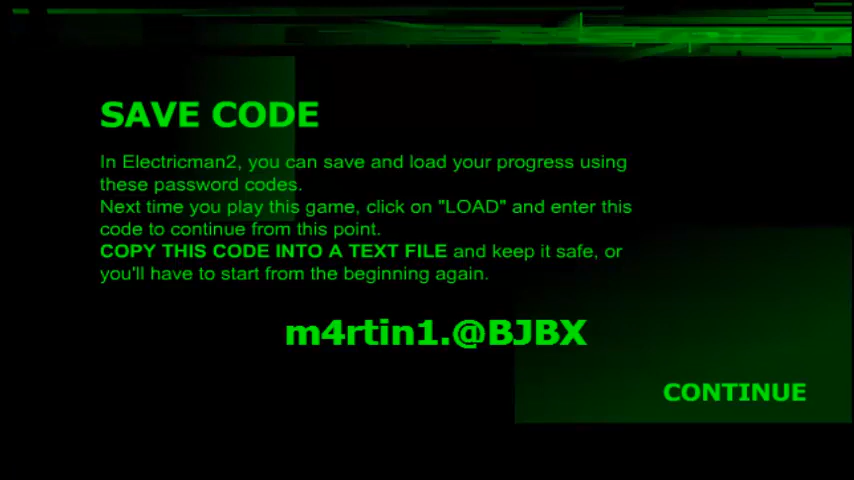 SAVE CODE
In Electricman2, you can save and load your progress using
these password codes.
Next time you play this game, click on "LOAD" and enter this
code to continue from this point.
COPY THIS CODE INTO A TEXT FILE and keep it safe, or
you'll have to start from the beginning again.
m4rtin1.@BJBX
CONTINUE